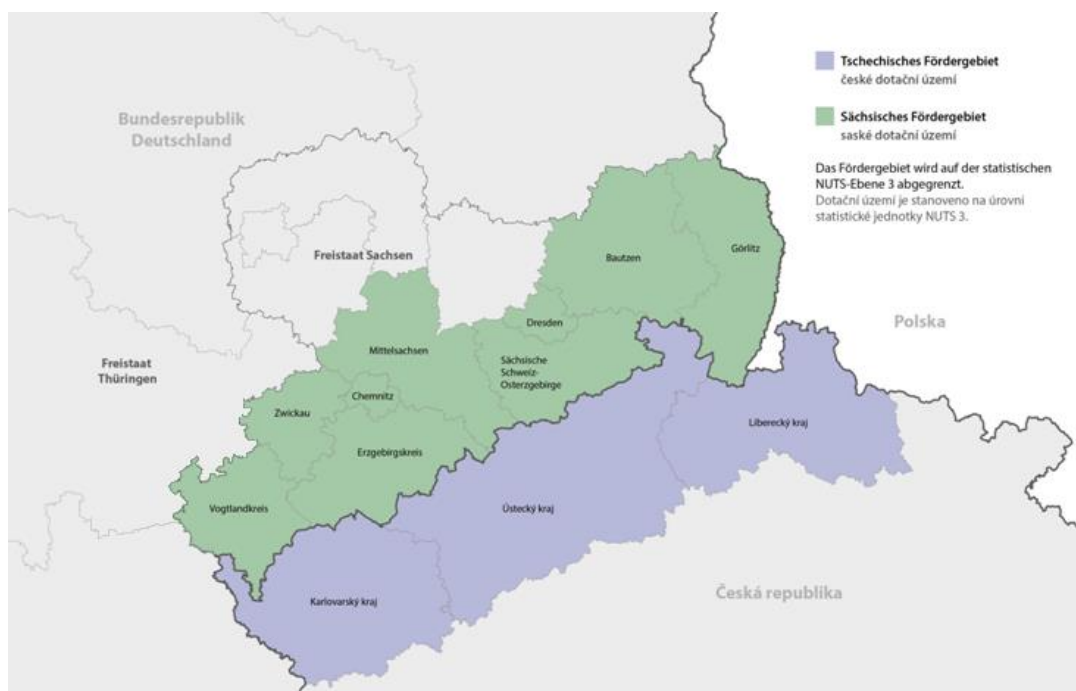 Tschechisches Fördergebiet
české dotační území
Sächsisches Fördergebiet
saské dotační území
Das Fördergebiet wird auf der statistischen
NUTS-Ebene 3 abgegrenzt.
Dotační území je stanoveno na úrovni
statistické jednotky NUTS 3.
Bundesrepublik
Deutschland
Freistaat Sachsen
Görlitz
Bautzen
Polska
Dresden
Mittelsachsen
Sächsische
Schweiz-
Osterzgebirge
Freistaat
Thüringen
Chemnitz
Zwickau
Liberecký kraj
Erzgebirgskreis
Vogtlandkreis
Ústecký kraj
Česká republika
Karlovarský kraj